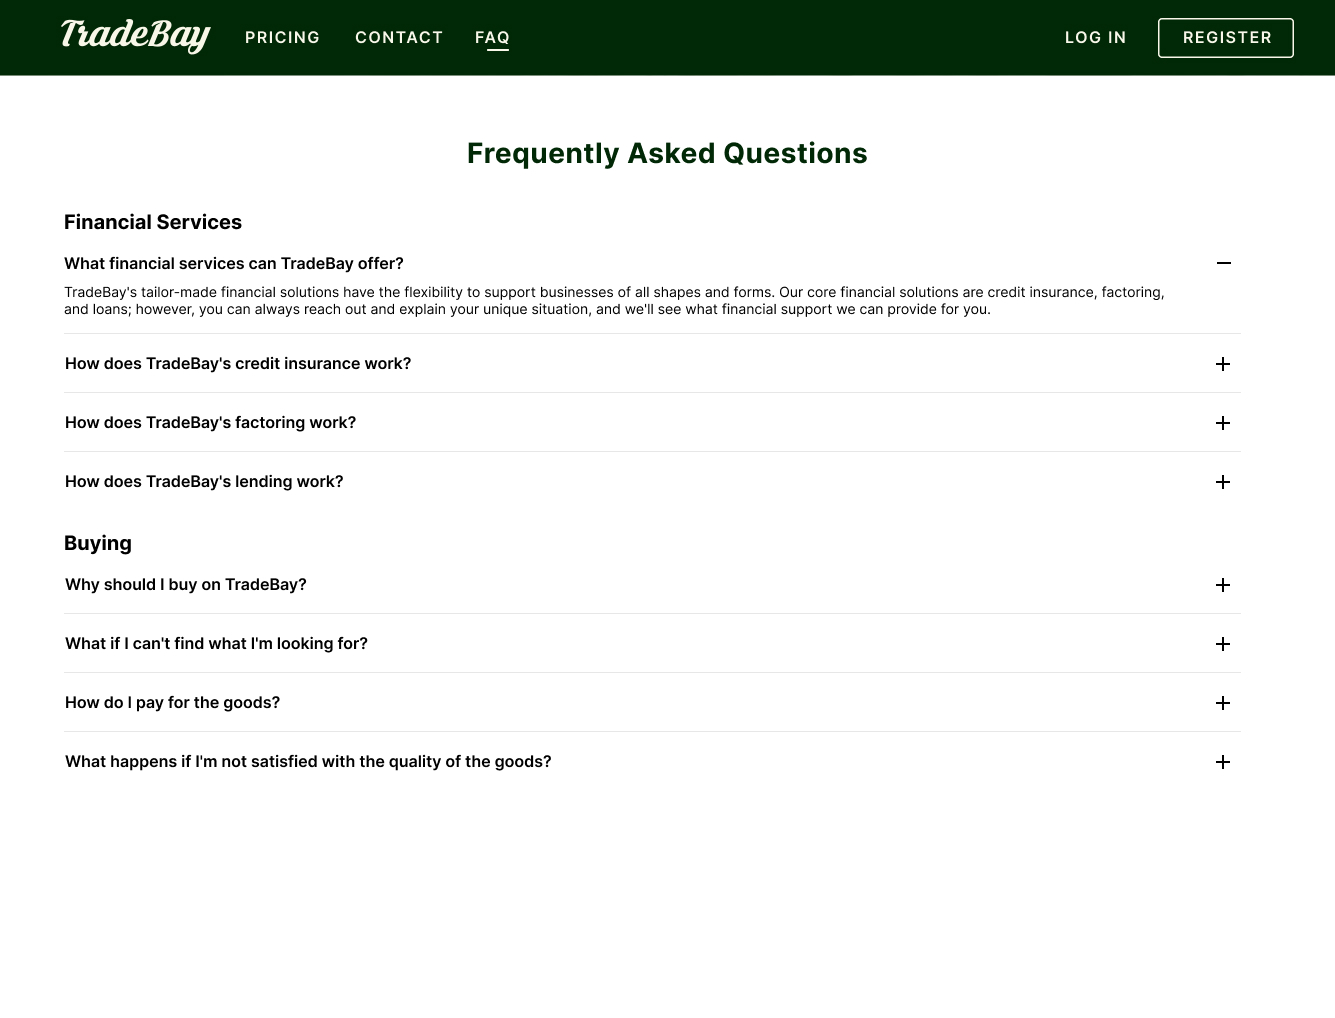 TradeBay PRICING CONTACT FAQ LOG IN REGISTER
Frequently Asked Questions
Financial Services
What financial services can TradeBay offer?
TradeBay's tailor-made financial solutions have the flexibility to support businesses of all shapes and forms. Our core financial solutions are credit insurance, factoring,
and loans; however, you can always reach out and explain your unique situation, and we'll see what financial support we can provide for you.
How does TradeBay's credit insurance work?
How does TradeBay's factoring work?
How does TradeBay's lending work?
Buying
Why should I buy on TradeBay?
What if I can't find what I'm looking for?
How do I pay for the goods?
What happens if I'm not satisfied with the quality of the goods?